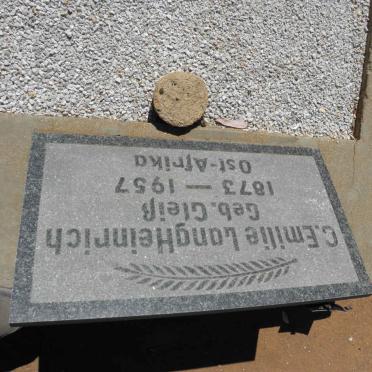 C. Emilie LangHeinrich
Geb. Gleiß
1873 — 1957
Ost-Afrika